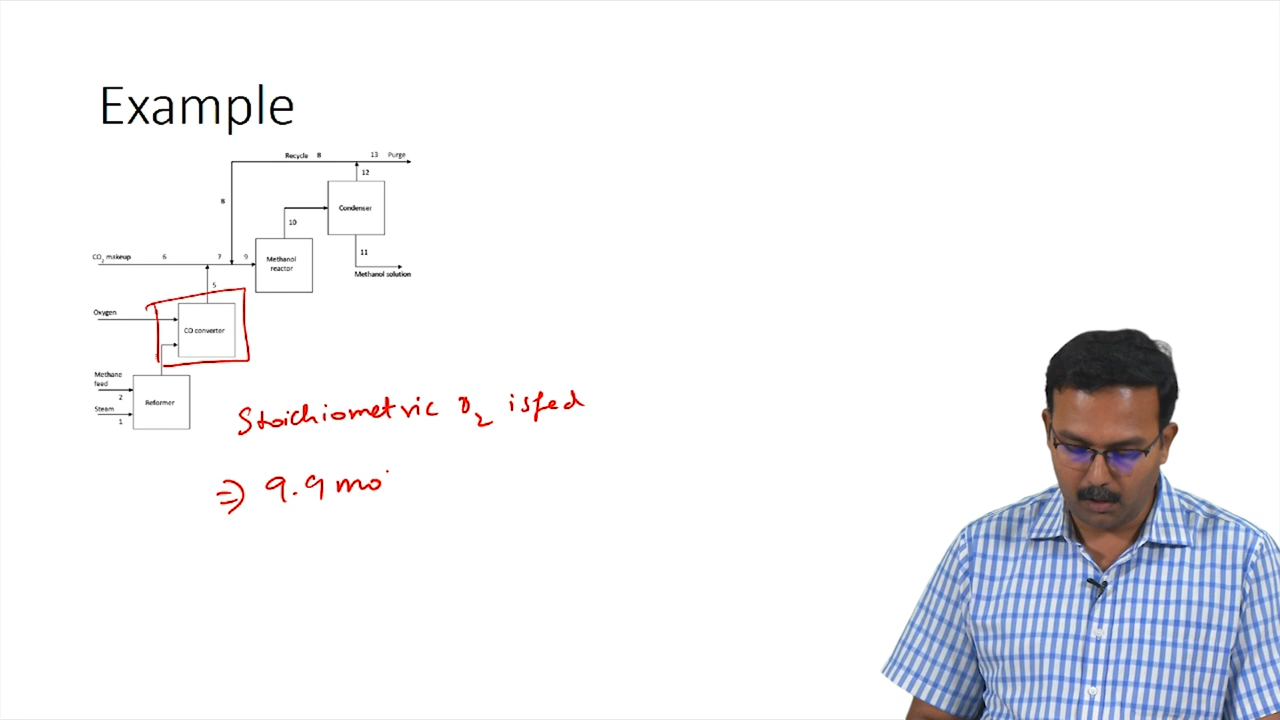 Example
Recycle 8 13 Purge
12
8
Condenser
10
CO2 makeup 6 7 9
Methanol reactor
11
Methanol solution
5
Oxygen
CO converter
Methane feed
2
Reformer
Steam
1
Stoichiometric O2 is fed
⇒ 9.9 mo